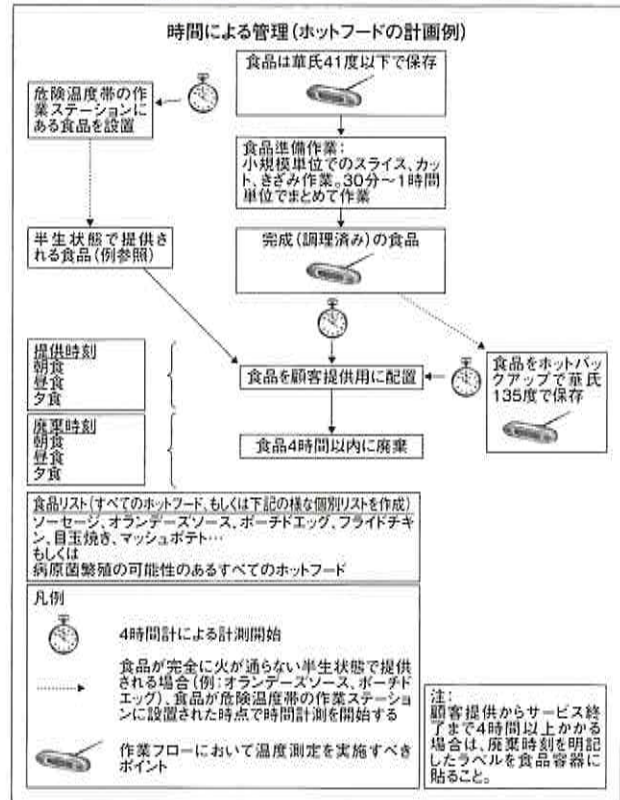 時間による管理(ホットフードの計画例)
食品は華氏41度以下で保存
危険温度帯の作
業ステーションに
ある食品を設置
食品準備作業:
小規模単位でのスライス、カッ
ト、きざみ作業。30分～1時間
単位でまとめて作業
半生状態で提供さ
れる食品(例参照)
完成(調理済み)の食品
提供時刻
朝食
昼食
夕食
食品を顧客提供用に配置
食品をホットバッ
クアップで華氏
135度で保存
廃棄時刻
朝食
昼食
夕食
食品4時間以内に廃棄
食品リスト(すべてのホットフード、もしくは下記の様な個別リストを作成)
ソーセージ、オランデーズソース、ポーチドエッグ、フライドチキ
ン、目玉焼き、マッシュポテト…
もしくは
病原菌繁殖の可能性のあるすべてのホットフード
凡例
4時間計による計測開始
食品が完全に火が通らない半生状態で提供
される場合(例:オランデーズソース、ポーチド
エッグ)、食品が危険温度帯の作業ステーショ
ンに設置された時点で時間計測を開始する
作業フローにおいて温度測定を実施すべき
ポイント
注:
顧客提供からサービス終
了まで4時間以上かかる
場合は、廃棄時刻を明記
したラベルを食品容器に
貼ること。